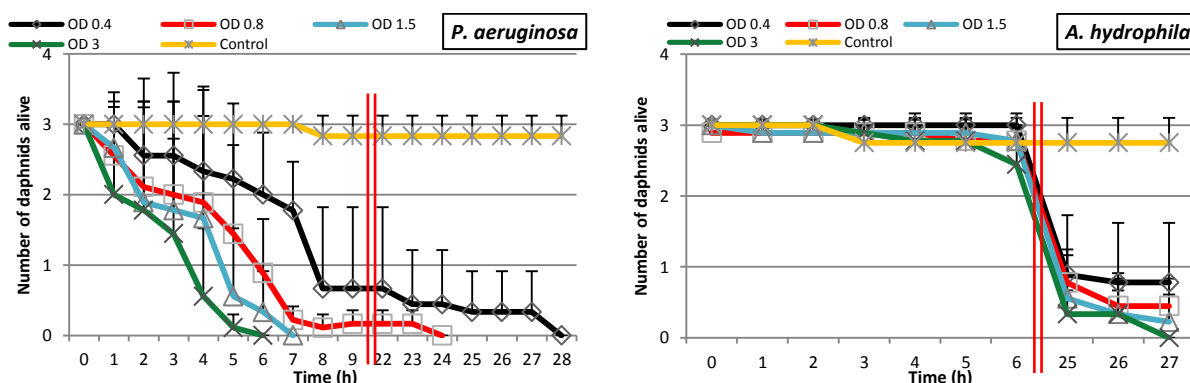 OD 0.4 OD 0.8 OD 1.5
OD 3 Control
P. aeruginosa
Number of daphnids alive
4
3
2
1
0
0 1 2 3 4 5 6 7 8 9 22 23 24 25 26 27 28
Time (h)
OD 0.4 OD 0.8 OD 1.5
OD 3 Control
A. hydrophila
Number of daphnids alive
4
3
2
1
0
0 1 2 3 4 5 6 25 26 27
Time (h)